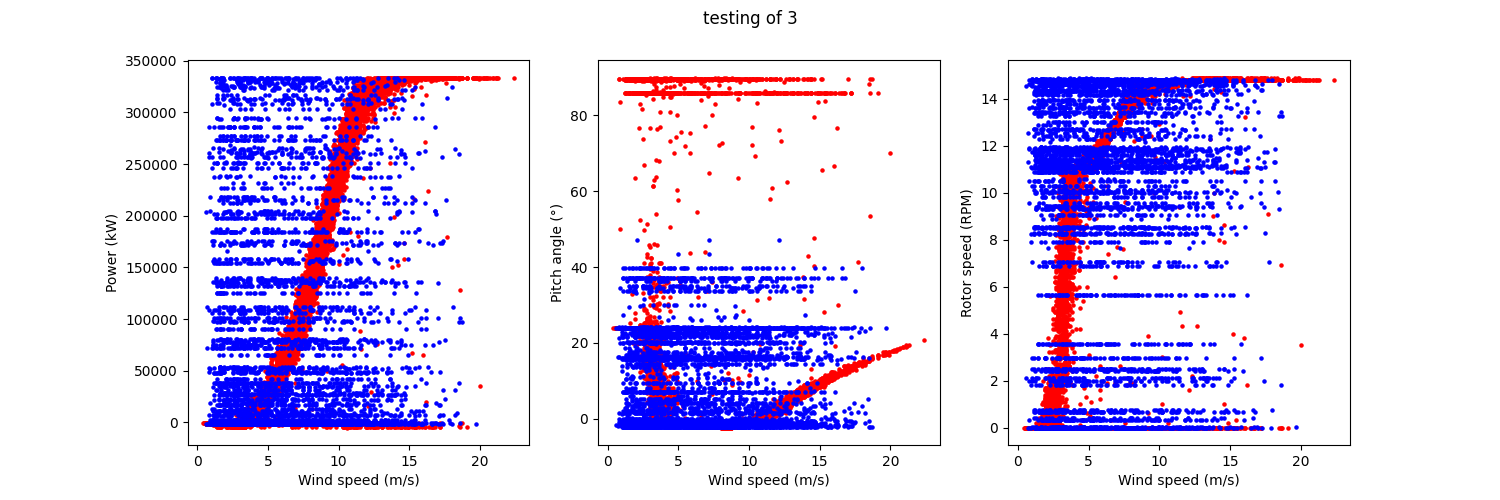 testing of 3
350000
300000
250000
200000
150000
100000
50000
0
Power (kW)
0 5 10 15 20
Wind speed (m/s)
80
60
40
20
0
Pitch angle (°)
0 5 10 15 20
Wind speed (m/s)
14
12
10
8
6
4
2
0
Rotor speed (RPM)
0 5 10 15 20
Wind speed (m/s)